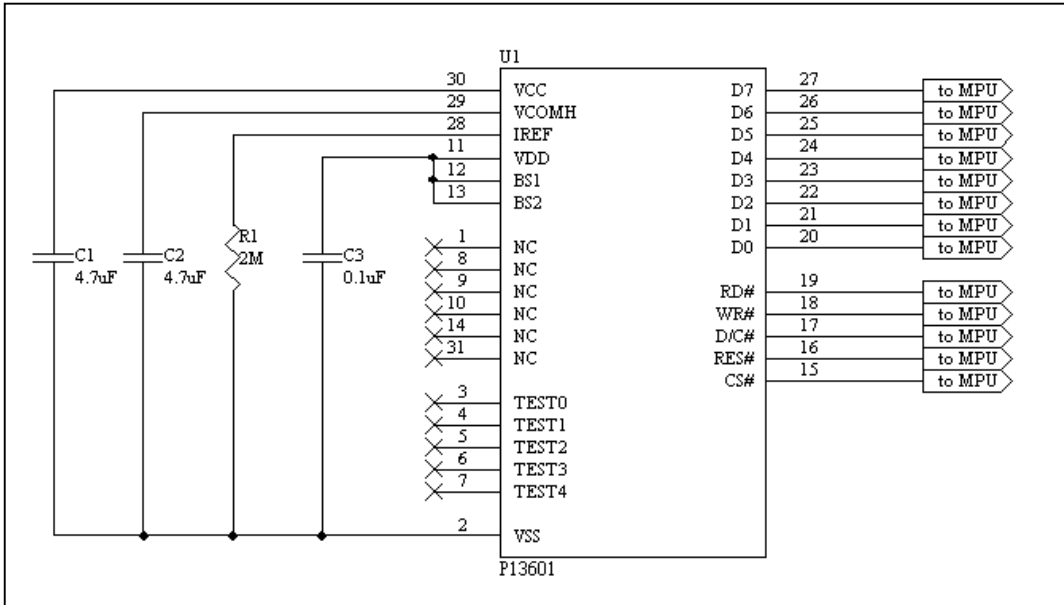 U1
30 VCC D7 27 to MPU
29 VCOMH D6 26 to MPU
28 IREF D5 25 to MPU
11 VDD D4 24 to MPU
12 BS1 D3 23 to MPU
13 BS2 D2 22 to MPU
D1 21 to MPU
1 NC D0 20 to MPU
8 NC
9 NC RD# 19 to MPU
10 NC WR# 18 to MPU
14 NC D/C# 17 to MPU
31 NC RES# 16 to MPU
CS# 15 to MPU
C1
4.7uF
C2
4.7uF
R1
2M
C3
0.1uF
3 TEST0
4 TEST1
5 TEST2
6 TEST3
7 TEST4
2 VSS
P13601